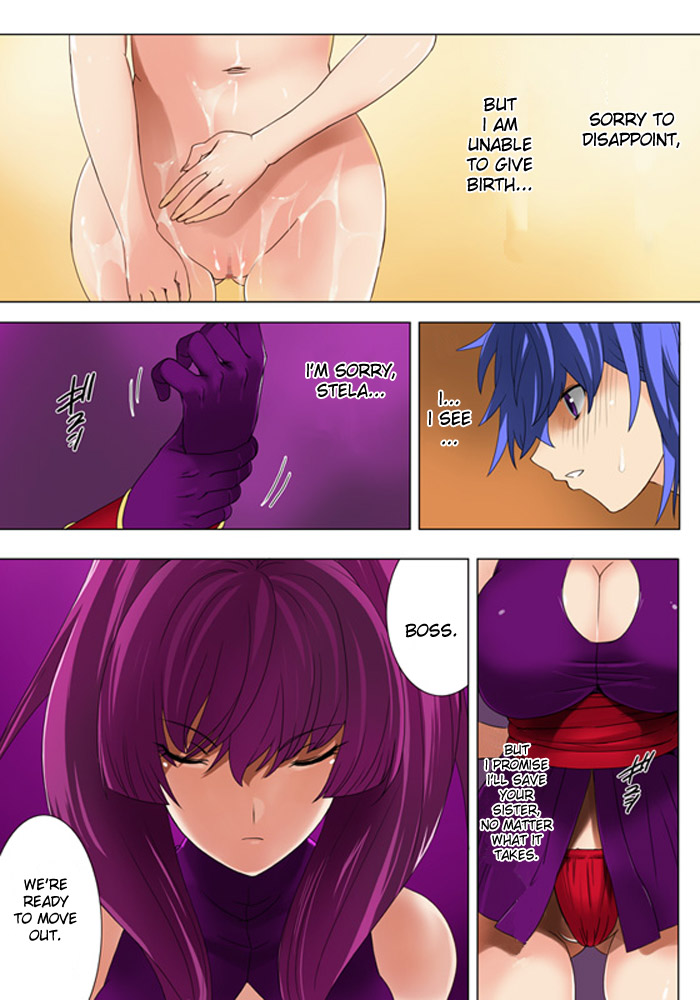 SORRY TO
DISAPPOINT,
BUT
I AM
UNABLE
TO GIVE
BIRTH...
I...
I SEE
...
I'M SORRY,
STELA...
BUT
I PROMISE
I'LL SAVE
YOUR
SISTER,
NO MATTER
WHAT IT
TAKES.
BOSS.
WE'RE
READY
TO MOVE
OUT.